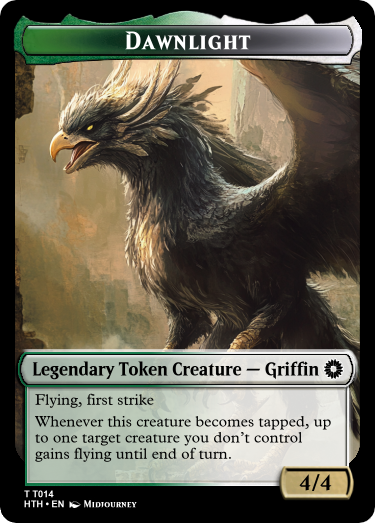 DAWNLIGHT
Legendary Token Creature — Griffin
Flying, first strike
Whenever this creature becomes tapped, up
to one target creature you don't control
gains flying until end of turn.
4/4
T T014
HTH • EN MIDJOURNEY